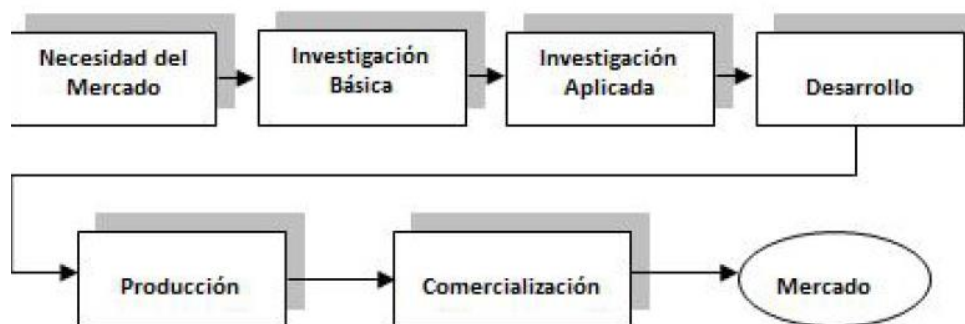 Necesidad del
Mercado
Investigación
Básica
Investigación
Aplicada
Desarrollo
Producción
Comercialización
Mercado